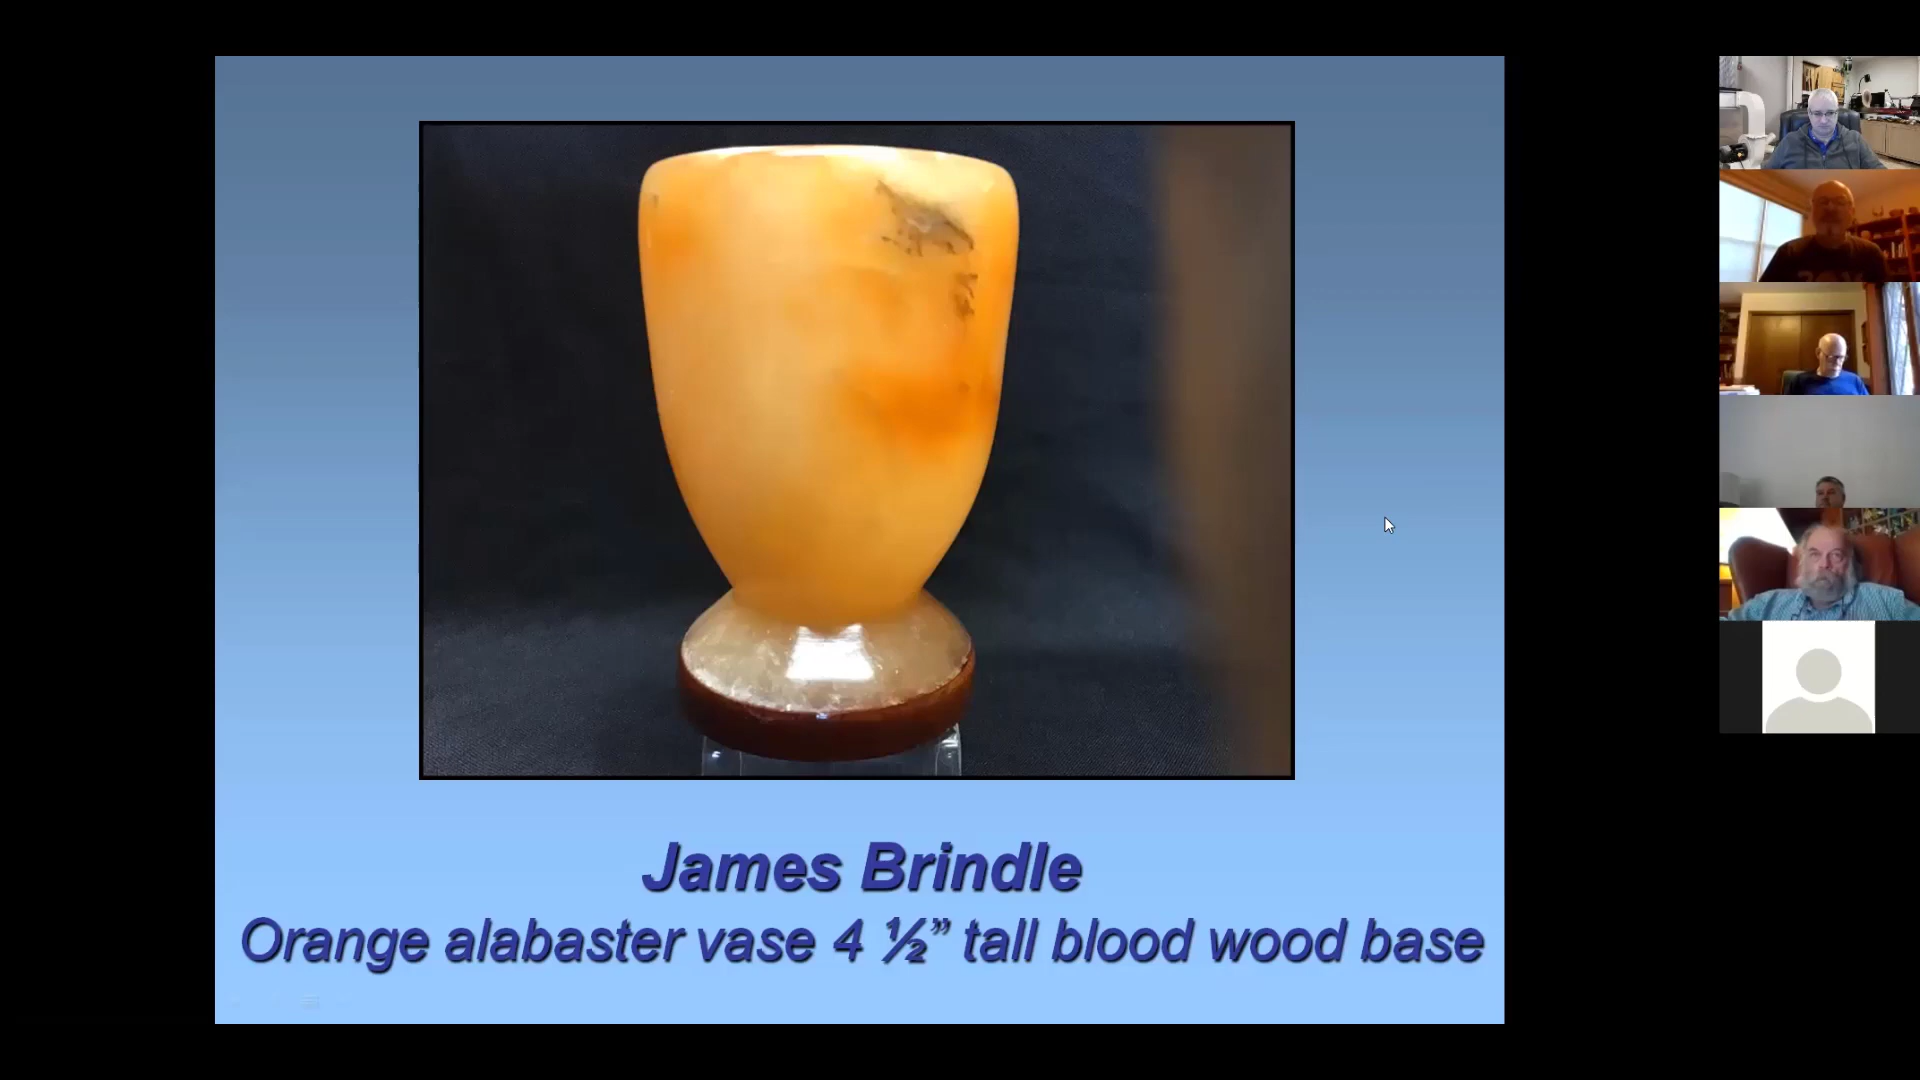 James Brindle
Orange alabaster vase 4 ½” tall blood wood base